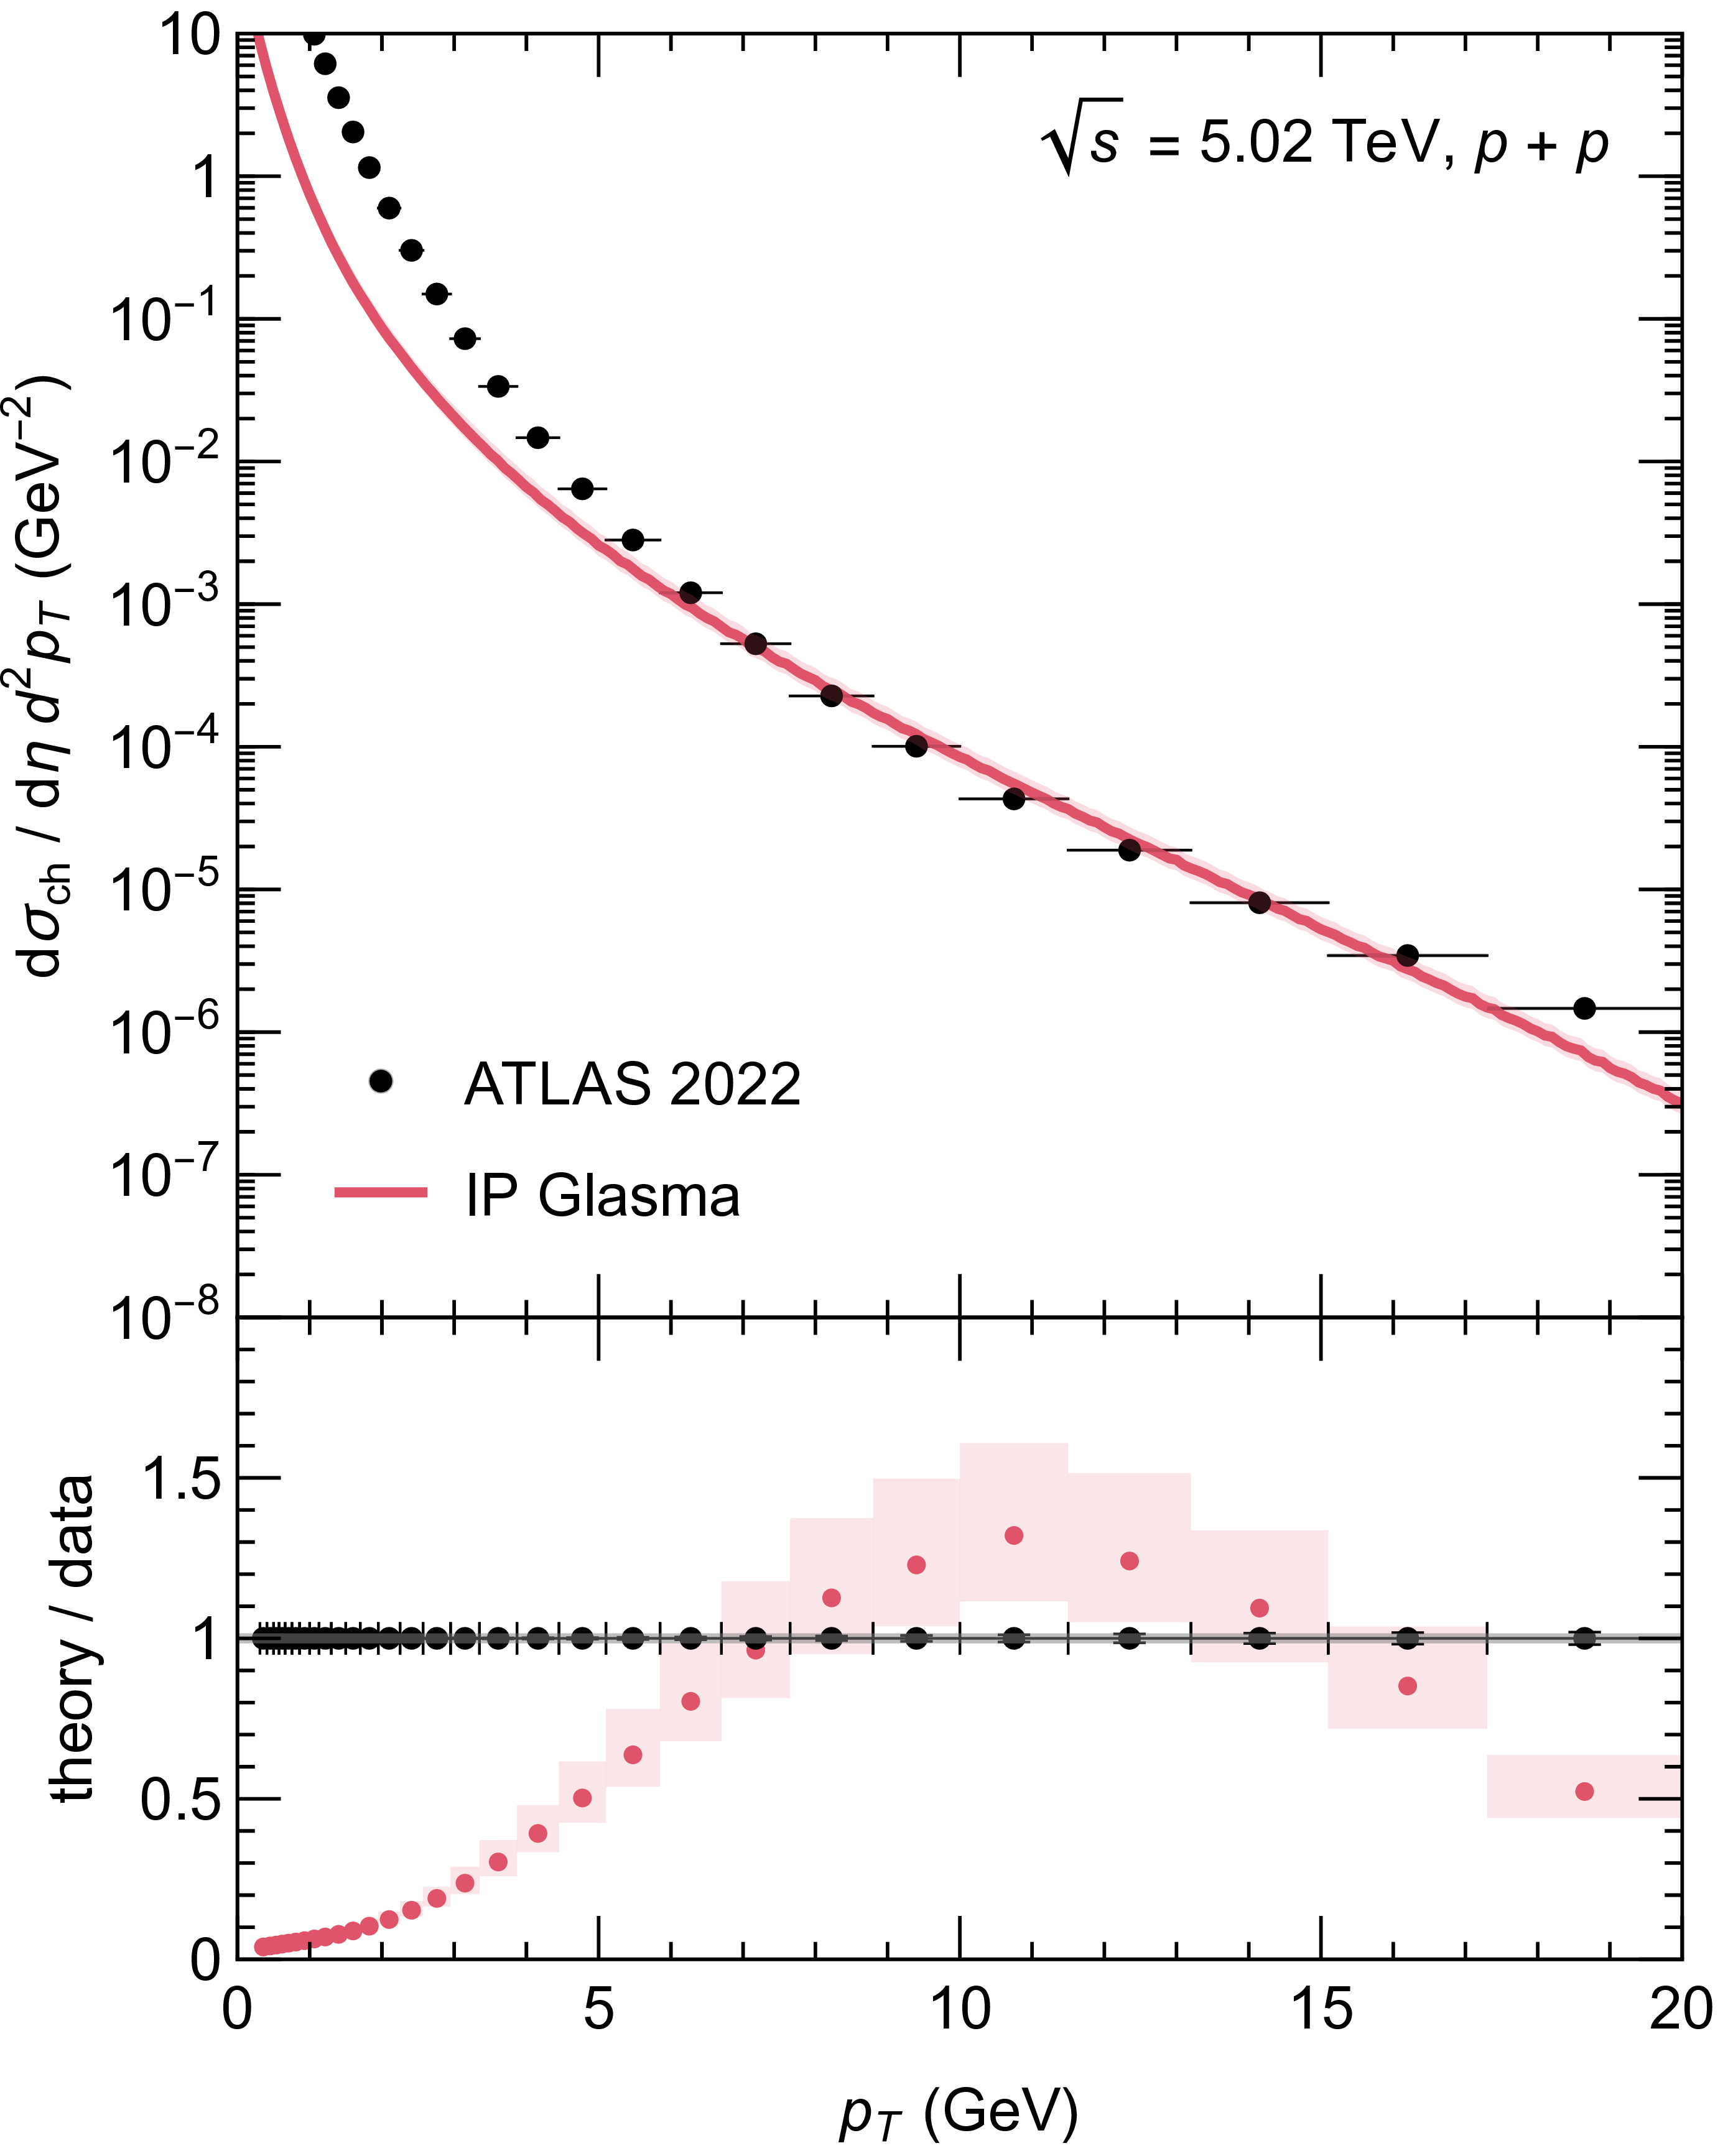 10
1
10⁻¹
10⁻²
10⁻³
10⁻⁴
10⁻⁵
10⁻⁶
10⁻⁷
10⁻⁸
dσ_ch / dη d²p_T (GeV⁻²)
√s = 5.02 TeV, p + p
ATLAS 2022
IP Glasma
1.5
1
0.5
0
theory / data
0 5 10 15 20
p_T (GeV)